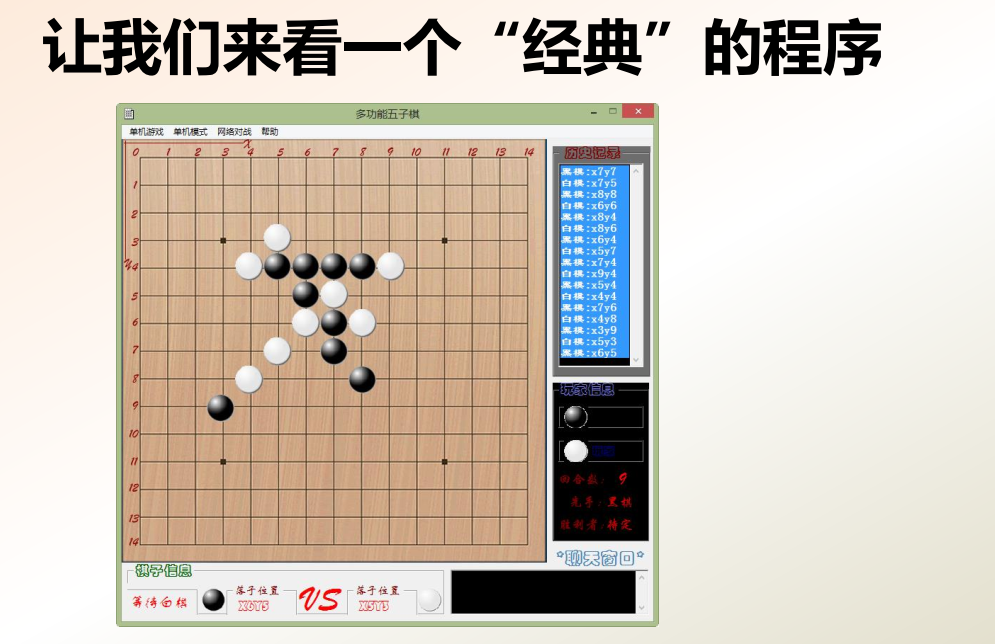 让我们来看一个“经典”的程序
多功能五子棋
单机游戏 单机模式 网络对战 帮助
X
0 1 2 3 4 5 6 7 8 9 10 11 12 13 14
1
2
3
Y4
5
6
7
8
9
10
11
12
13
14
历史记录
黑棋:x7y7
白棋:x7y5
黑棋:x8y8
白棋:x6y6
黑棋:x8y4
白棋:x8y6
黑棋:x6y4
白棋:x5y7
黑棋:x7y4
白棋:x9y4
黑棋:x5y4
白棋:x4y4
黑棋:x7y6
白棋:x4y8
黑棋:x3y9
白棋:x5y3
黑棋:x6y5
玩家信息
回合数: 9
先手:黑棋
胜利者:待定
*聊天窗口*
棋子信息
等待白棋
落子位置
X6Y5
VS
落子位置
X5Y3